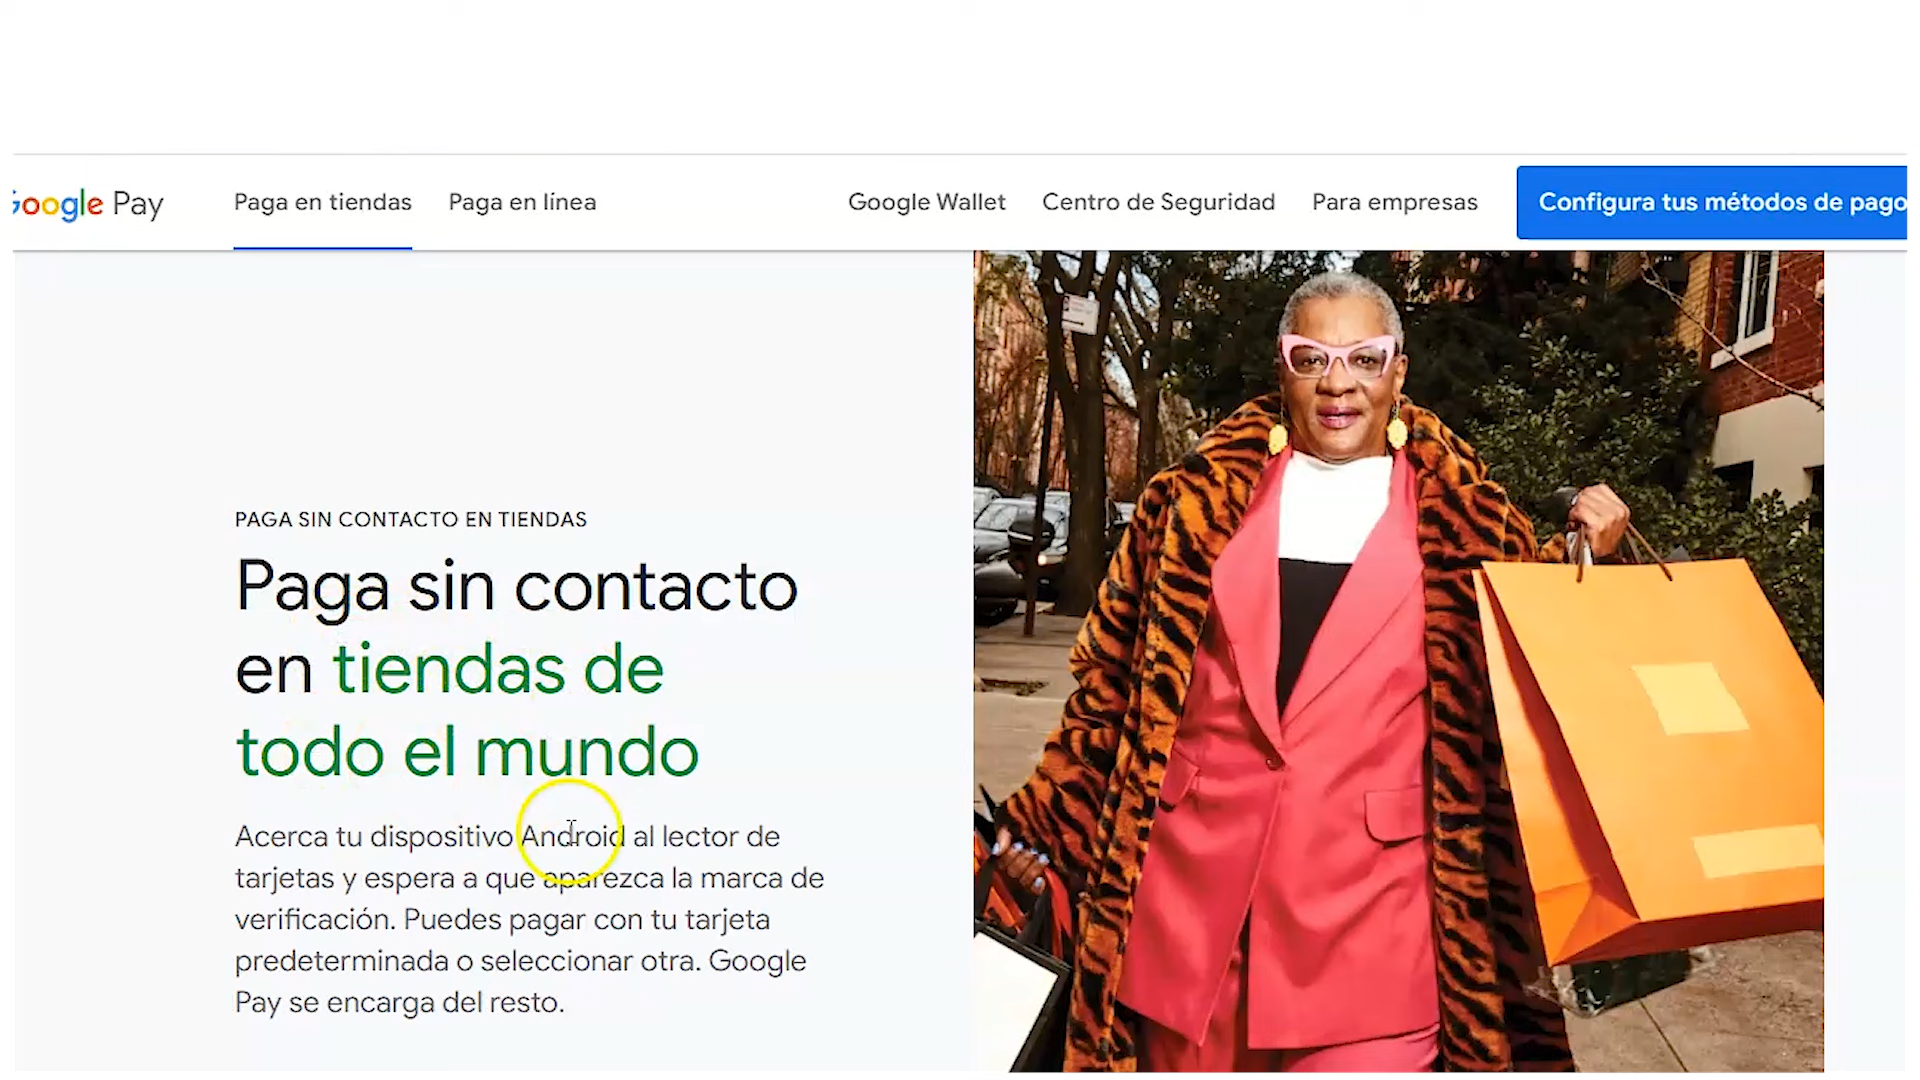 Google Pay
Paga en tiendas
Paga en línea
Google Wallet
Centro de Seguridad
Para empresas
Configura tus métodos de pago
PAGA SIN CONTACTO EN TIENDAS
Paga sin contacto
en tiendas de
todo el mundo
Acerca tu dispositivo Android al lector de
tarjetas y espera a que aparezca la marca de
verificación. Puedes pagar con tu tarjeta
predeterminada o seleccionar otra. Google
Pay se encarga del resto.